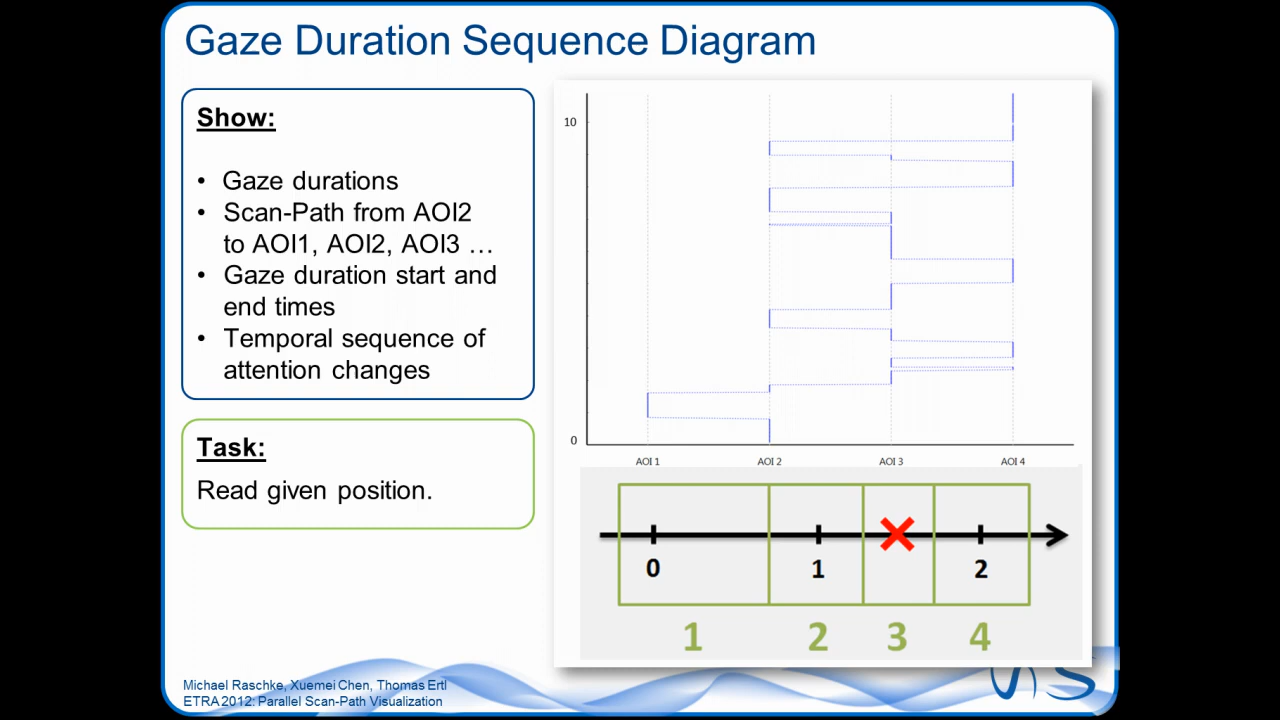 Gaze Duration Sequence Diagram
Show:
• Gaze durations
• Scan-Path from AOI2
to AOI1, AOI2, AOI3 …
• Gaze duration start and
end times
• Temporal sequence of
attention changes
Task:
Read given position.
10
0
AOI 1 AOI 2 AOI 3 AOI 4
0 1 2
1 2 3 4
Michael Raschke, Xuemei Chen, Thomas Ertl
ETRA 2012: Parallel Scan-Path Visualization